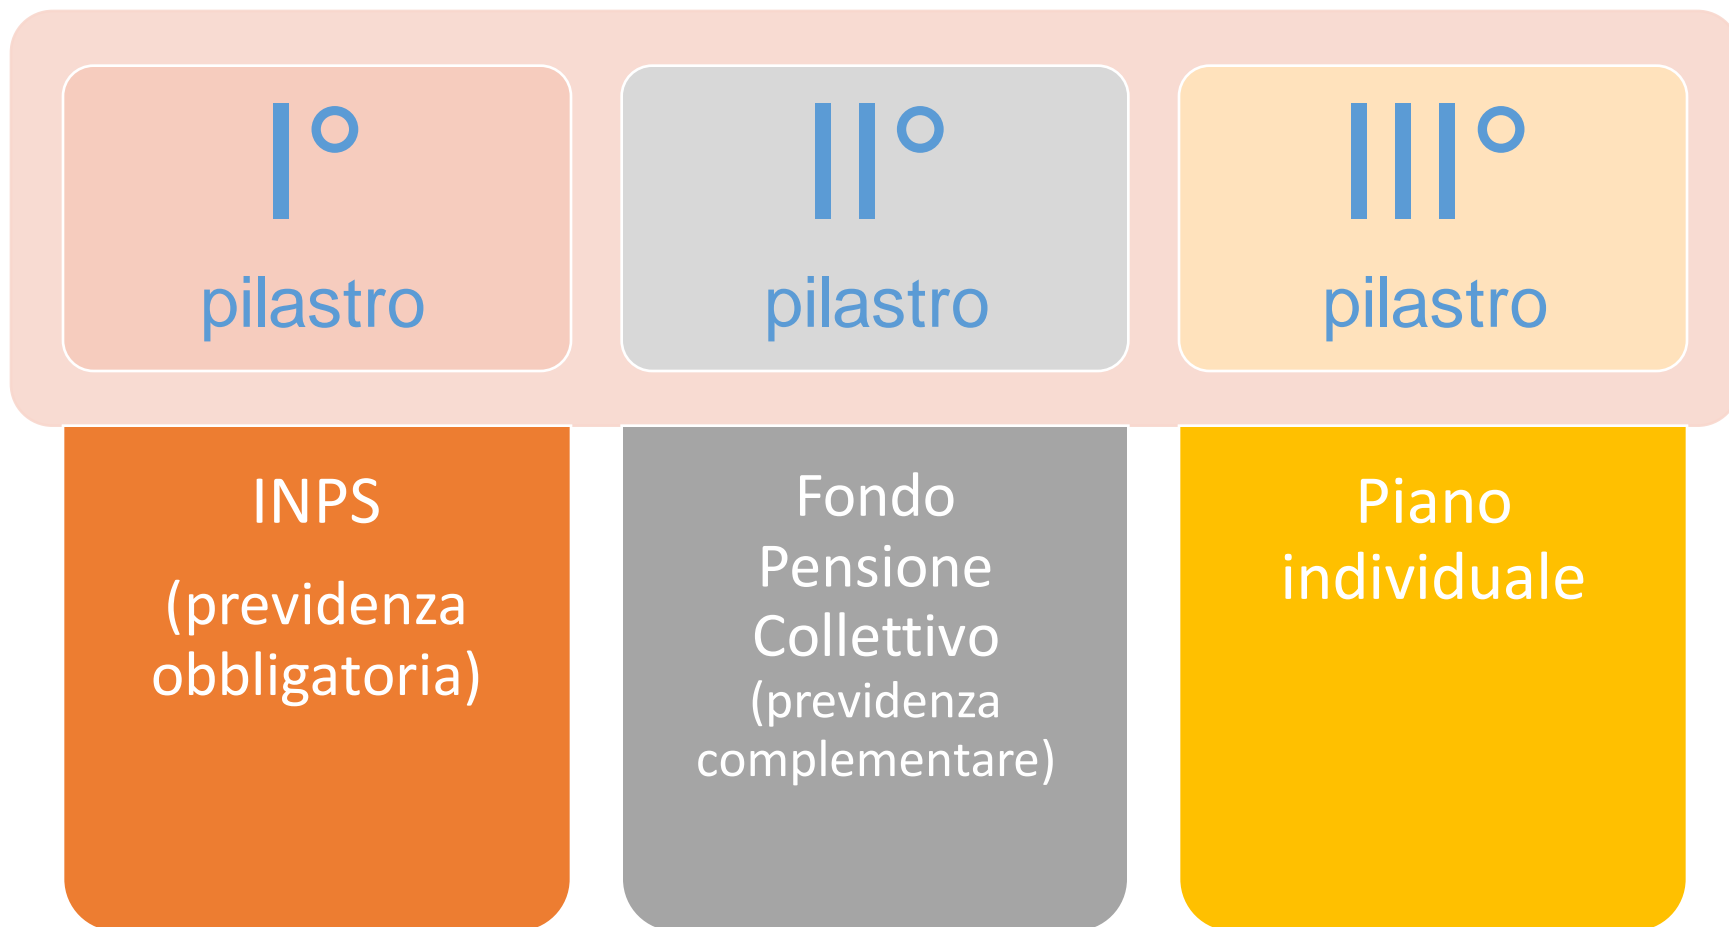 I°
pilastro
II°
pilastro
III°
pilastro
INPS
(previdenza
obbligatoria)
Fondo
Pensione
Collettivo
(previdenza
complementare)
Piano
individuale